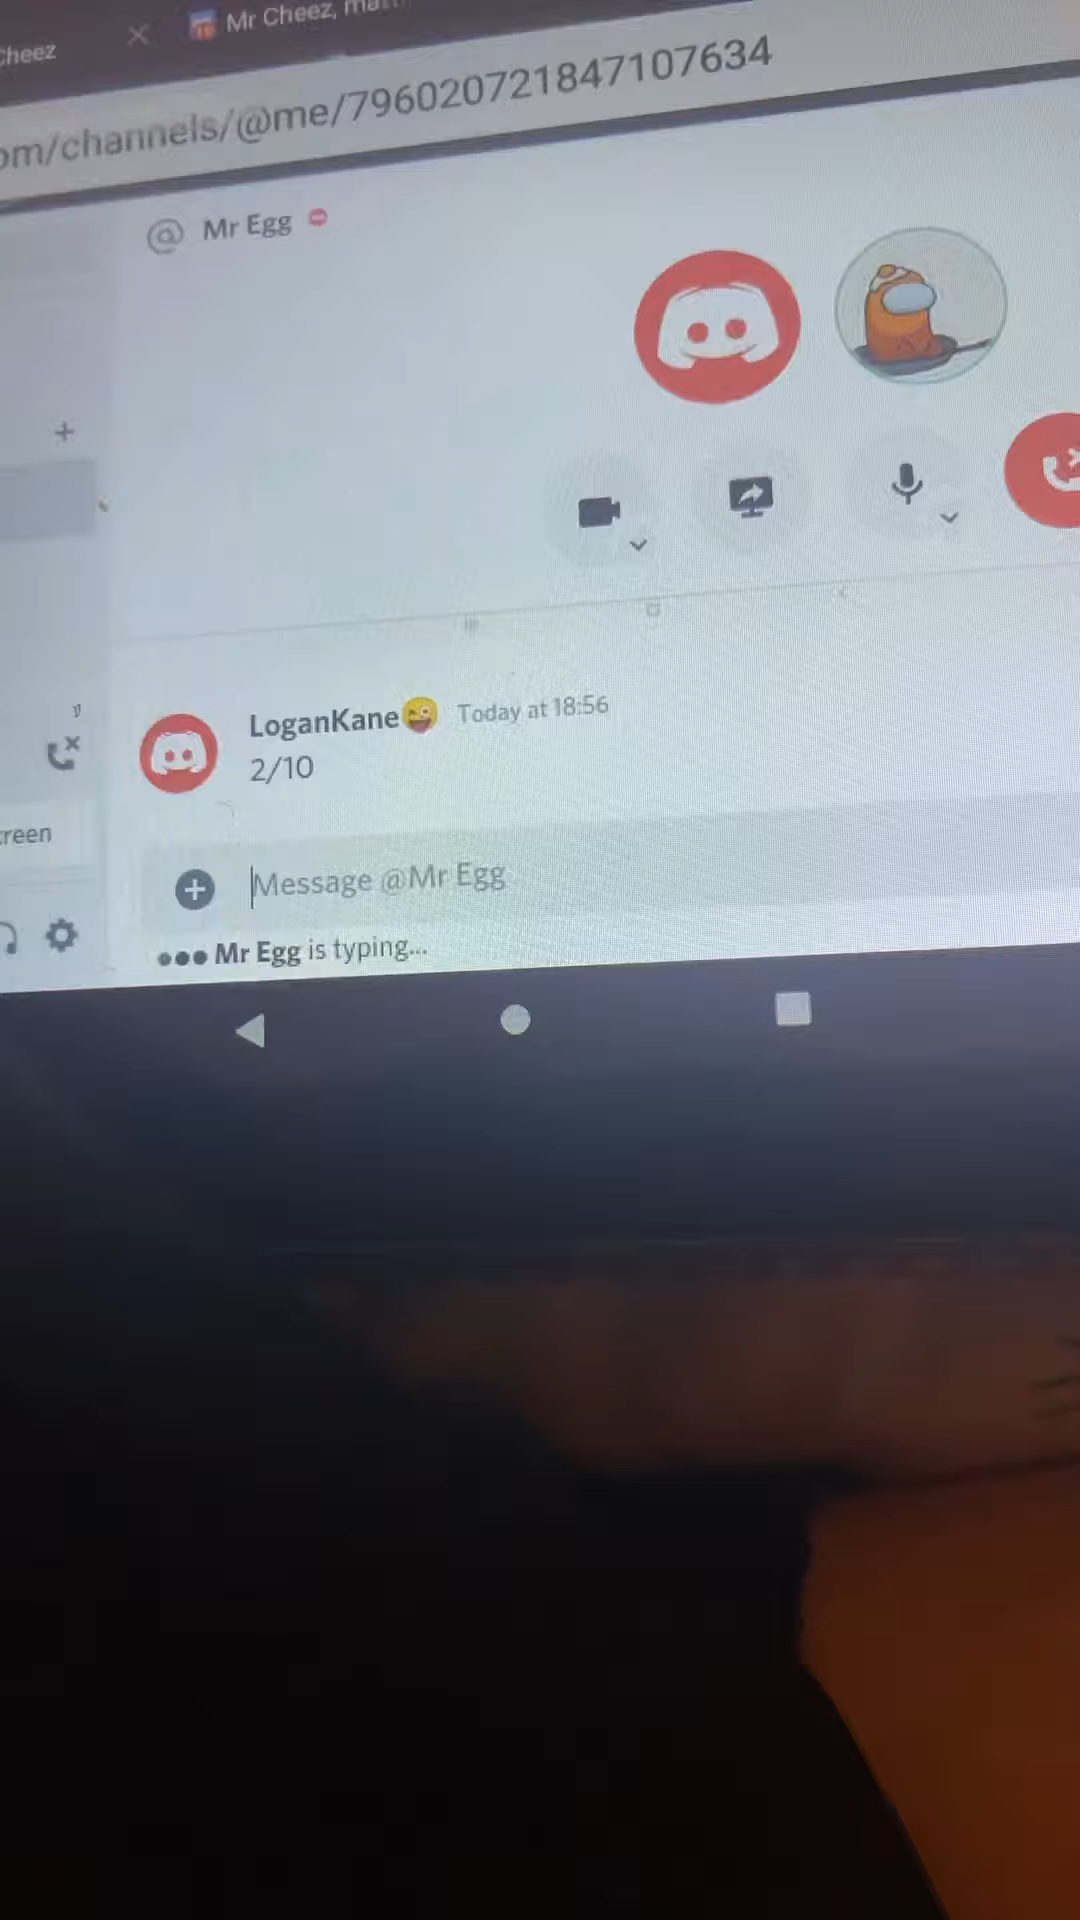 Cheez
Mr Cheez,
om/channels/@me/796020721847107634
Mr Egg
LoganKane😜 Today at 18:56
2/10
creen
Message @Mr Egg
Mr Egg is typing...